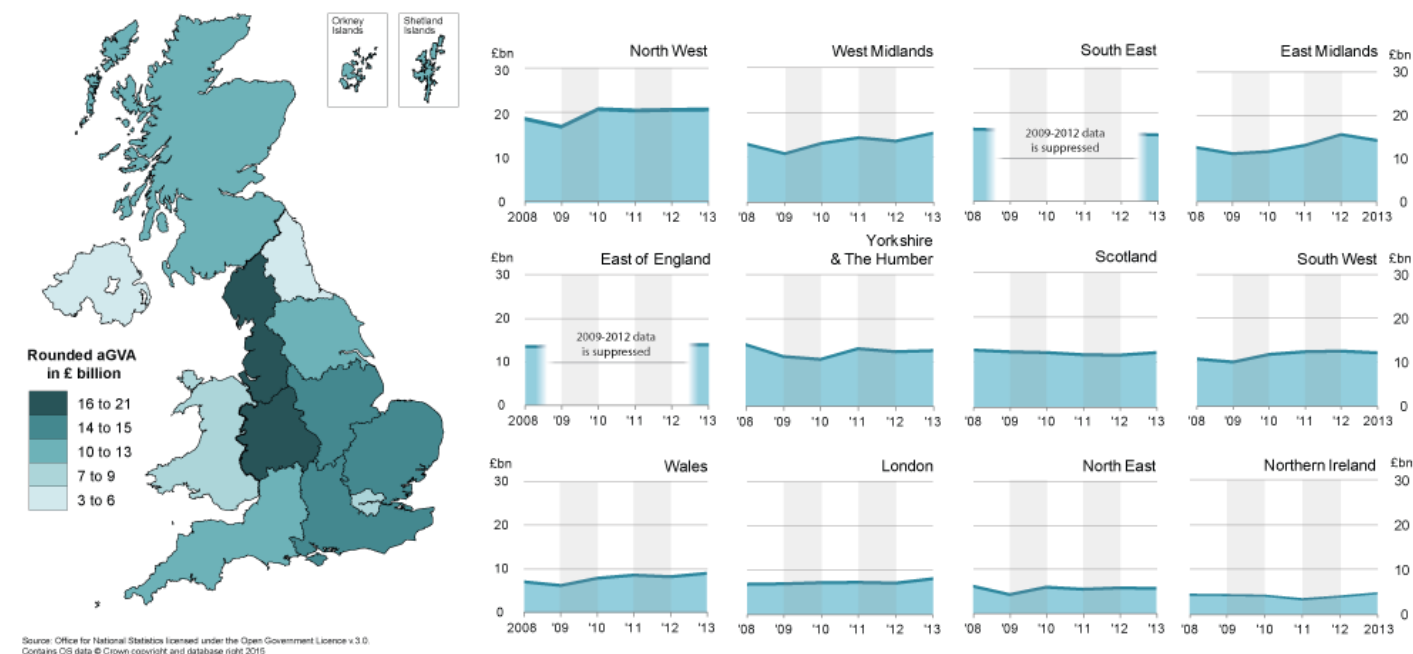 Orkney
Islands
Shetland
Islands
Rounded aGVA
in £ billion
16 to 21
14 to 15
10 to 13
7 to 9
3 to 6
£bn
North West
West Midlands
South East
East Midlands
£bn
30
20
10
0
2008 '09 '10 '11 '12 '13
'08 '09 '10 '11 '12 '13
2009-2012 data
is suppressed
'08 '09 '10 '11 '12 '13
30
20
10
0
'08 '09 '10 '11 '12 2013
£bn
East of England
Yorkshire
& The Humber
Scotland
South West
£bn
30
20
10
0
2009-2012 data
is suppressed
2008 '09 '10 '11 '12 '13
'08 '09 '10 '11 '12 '13
'08 '09 '10 '11 '12 '13
30
20
10
0
'08 '09 '10 '11 '12 2013
£bn
Wales
London
North East
Northern Ireland
£bn
30
20
10
0
2008 '09 '10 '11 '12 '13
'08 '09 '10 '11 '12 '13
'08 '09 '10 '11 '12 '13
30
20
10
0
'08 '09 '10 '11 '12 2013
Source: Office for National Statistics licensed under the Open Government Licence v.3.0.
Contains OS data © Crown copyright and database right 2015